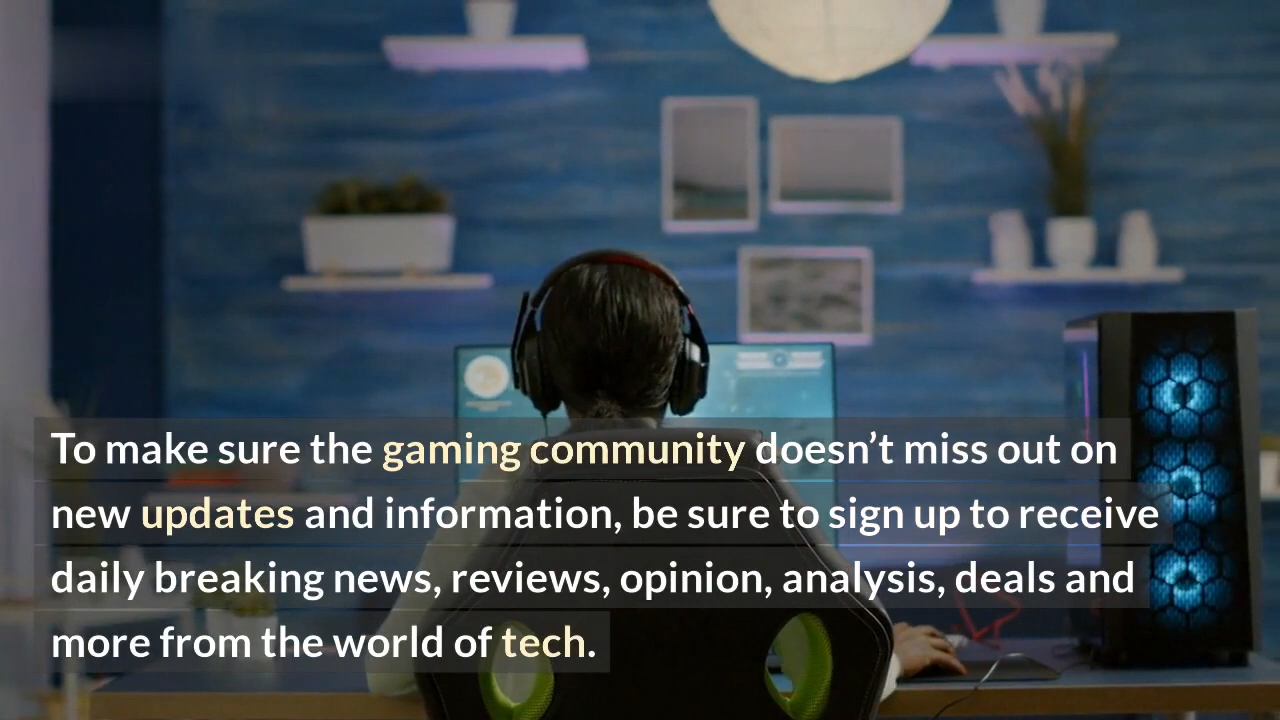 To make sure the gaming community doesn’t miss out on
new updates and information, be sure to sign up to receive
daily breaking news, reviews, opinion, analysis, deals and
more from the world of tech.